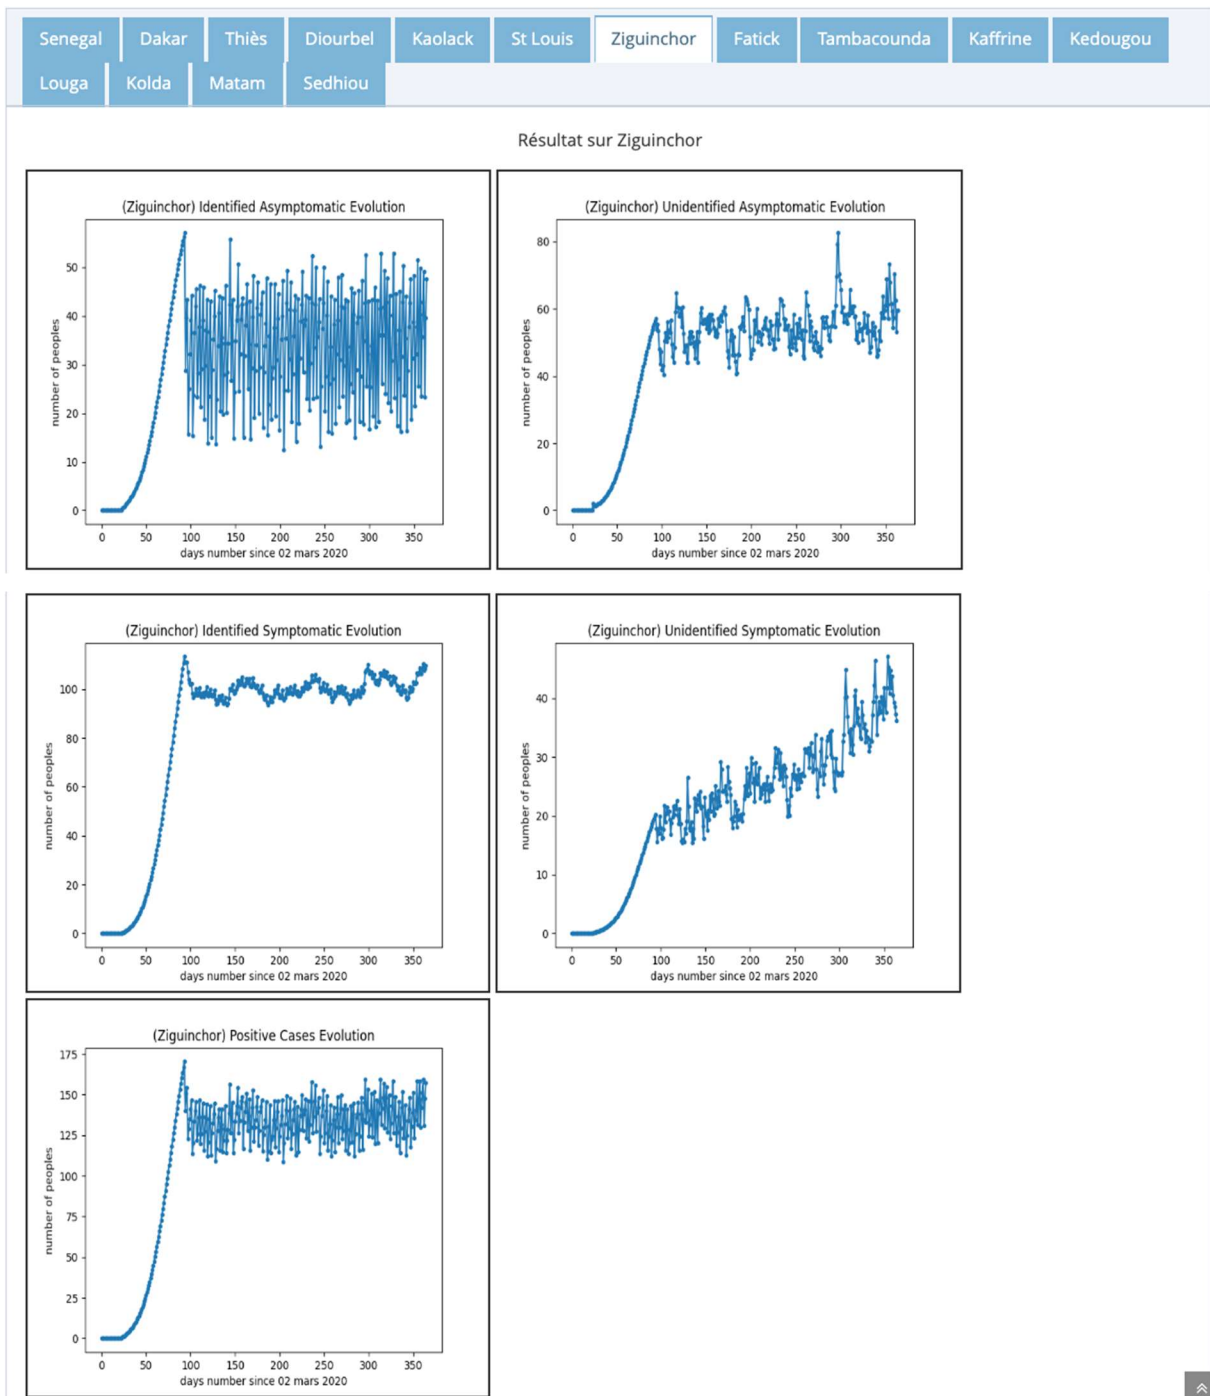 Senegal Dakar Thiès Diourbel Kaolack St Louis Ziguinchor Fatick Tambacounda Kaffrine Kedougou
Louga Kolda Matam Sedhiou
Résultat sur Ziguinchor
(Ziguinchor) Identified Asymptomatic Evolution
number of peoples
50
40
30
20
10
0
0 50 100 150 200 250 300 350
days number since 02 mars 2020
(Ziguinchor) Unidentified Asymptomatic Evolution
number of peoples
80
60
40
20
0
0 50 100 150 200 250 300 350
days number since 02 mars 2020
(Ziguinchor) Identified Symptomatic Evolution
number of peoples
100
80
60
40
20
0
0 50 100 150 200 250 300 350
days number since 02 mars 2020
(Ziguinchor) Unidentified Symptomatic Evolution
number of peoples
40
30
20
10
0
0 50 100 150 200 250 300 350
days number since 02 mars 2020
(Ziguinchor) Positive Cases Evolution
number of peoples
175
150
125
100
75
50
25
0
0 50 100 150 200 250 300 350
days number since 02 mars 2020